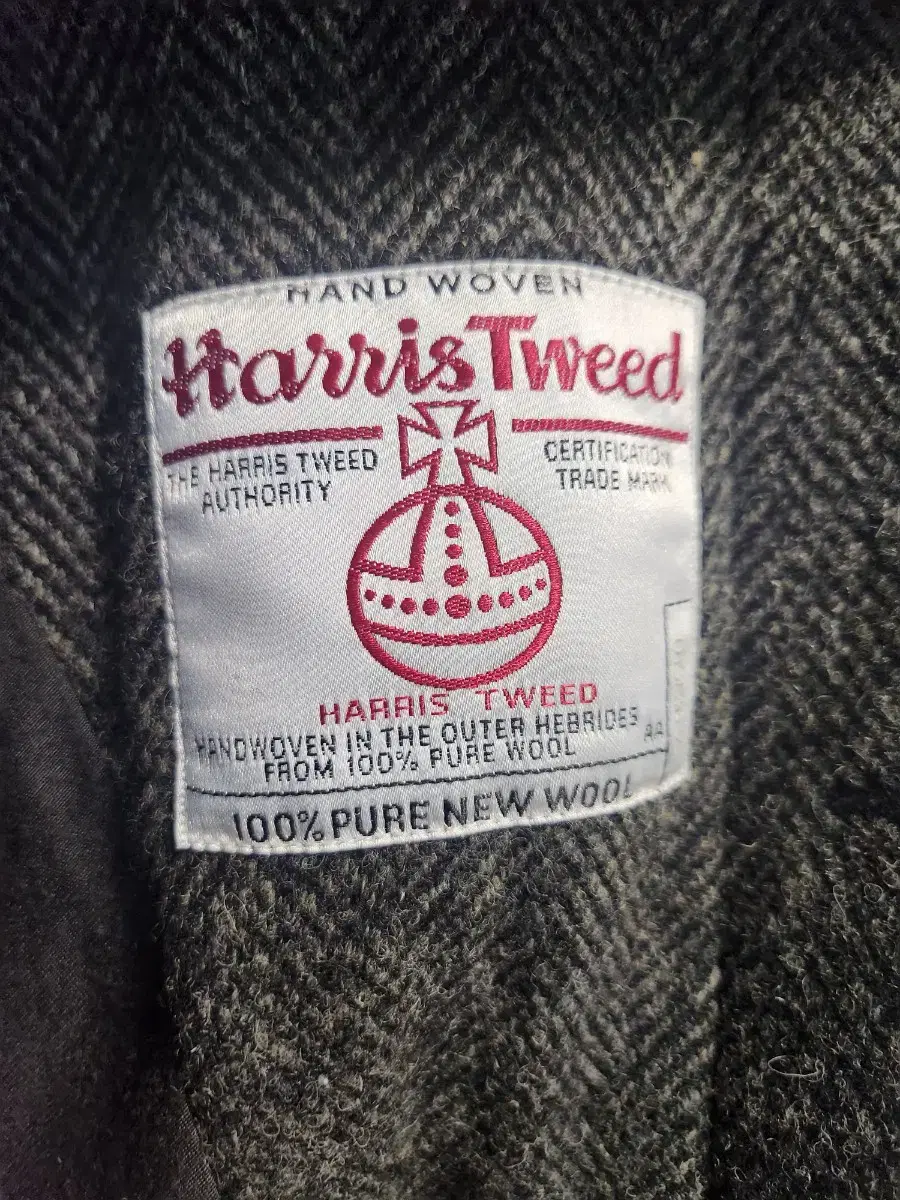 HAND WOVEN
Harris Tweed
THE HARRIS TWEED AUTHORITY
CERTIFICATION TRADE MARK
HARRIS TWEED
HANDWOVEN IN THE OUTER HEBRIDES
FROM 100% PURE WOOL
100% PURE NEW WOOL